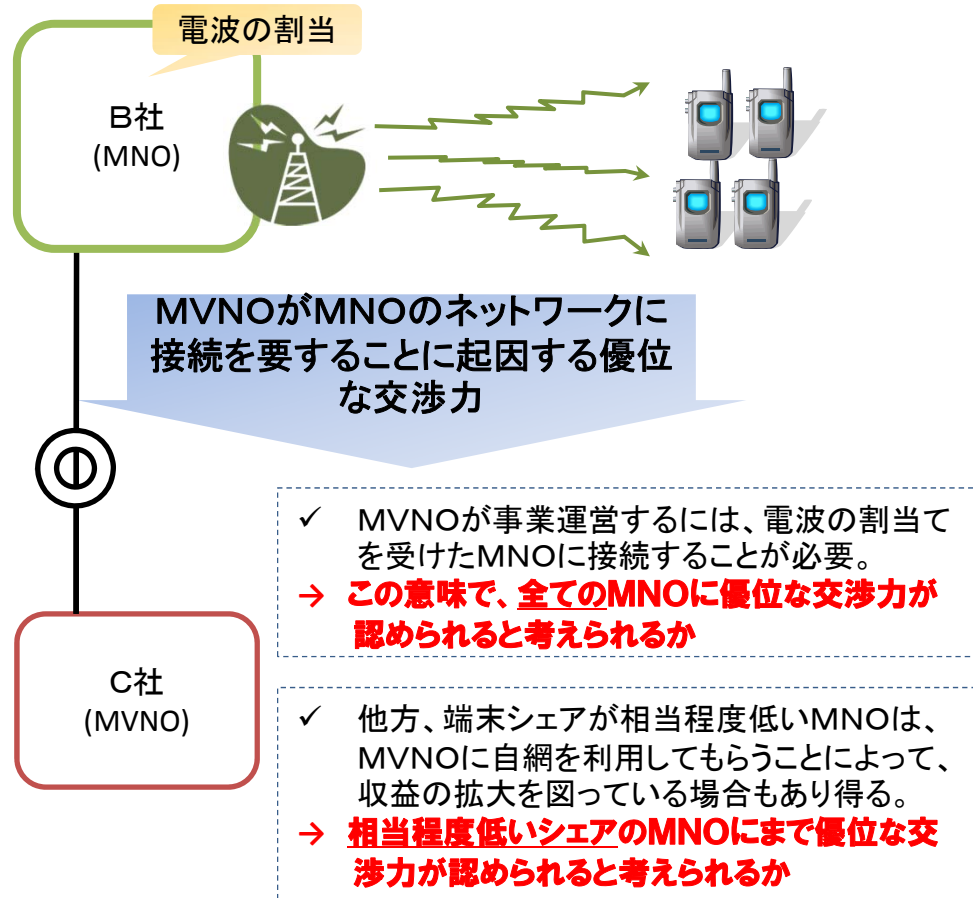 電波の割当
B社
(MNO)
MVNOがMNOのネットワークに
接続を要することに起因する優位
な交渉力
✓ MVNOが事業運営するには、電波の割当て
を受けたMNOに接続することが必要。
→ この意味で、全てのMNOに優位な交渉力が
認められると考えられるか
C社
(MVNO)
✓ 他方、端末シェアが相当程度低いMNOは、
MVNOに自網を利用してもらうことによって、
収益の拡大を図っている場合もあり得る。
→ 相当程度低いシェアのMNOにまで優位な交
渉力が認められると考えられるか